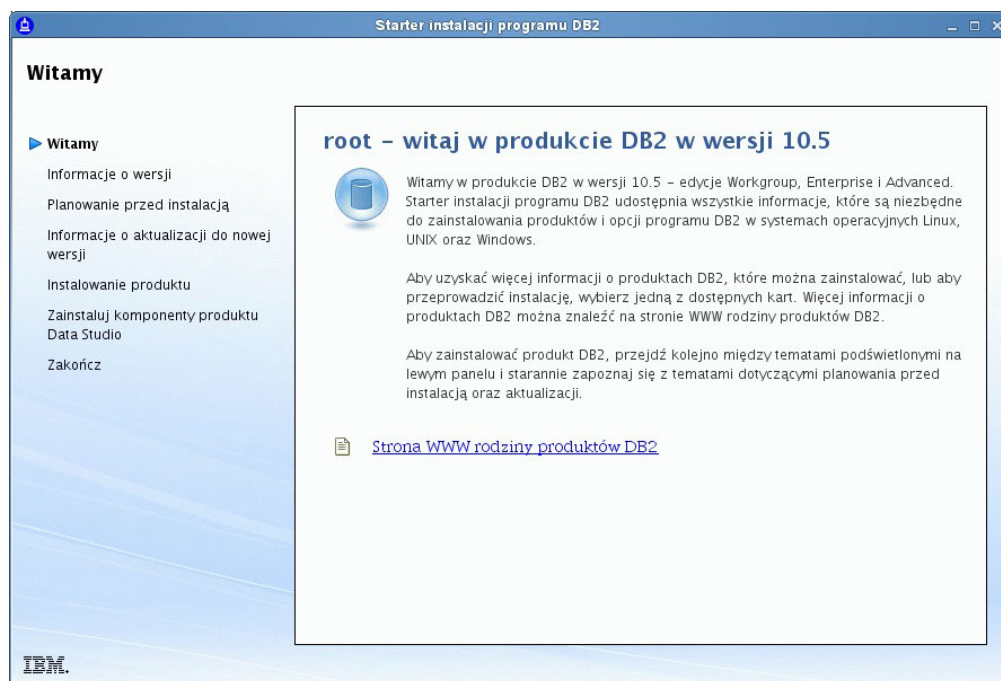 Starter instalacji programu DB2
Witamy
Witamy
Informacje o wersji
Planowanie przed instalacją
Informacje o aktualizacji do nowej
wersji
Instalowanie produktu
Zainstaluj komponenty produktu
Data Studio
Zakończ
root - witaj w produkcie DB2 w wersji 10.5
Witamy w produkcie DB2 w wersji 10.5 - edycje Workgroup, Enterprise i Advanced.
Starter instalacji programu DB2 udostępnia wszystkie informacje, które są niezbędne
do zainstalowania produktów i opcji programu DB2 w systemach operacyjnych Linux,
UNIX oraz Windows.
Aby uzyskać więcej informacji o produktach DB2, które można zainstalować, lub aby
przeprowadzić instalację, wybierz jedną z dostępnych kart. Więcej informacji o
produktach DB2 można znaleźć na stronie WWW rodziny produktów DB2.
Aby zainstalować produkt DB2, przejdź kolejno między tematami podświetlonymi na
lewym panelu i starannie zapoznaj się z tematami dotyczącymi planowania przed
instalacją oraz aktualizacji.
Strona WWW rodziny produktów DB2
IBM.